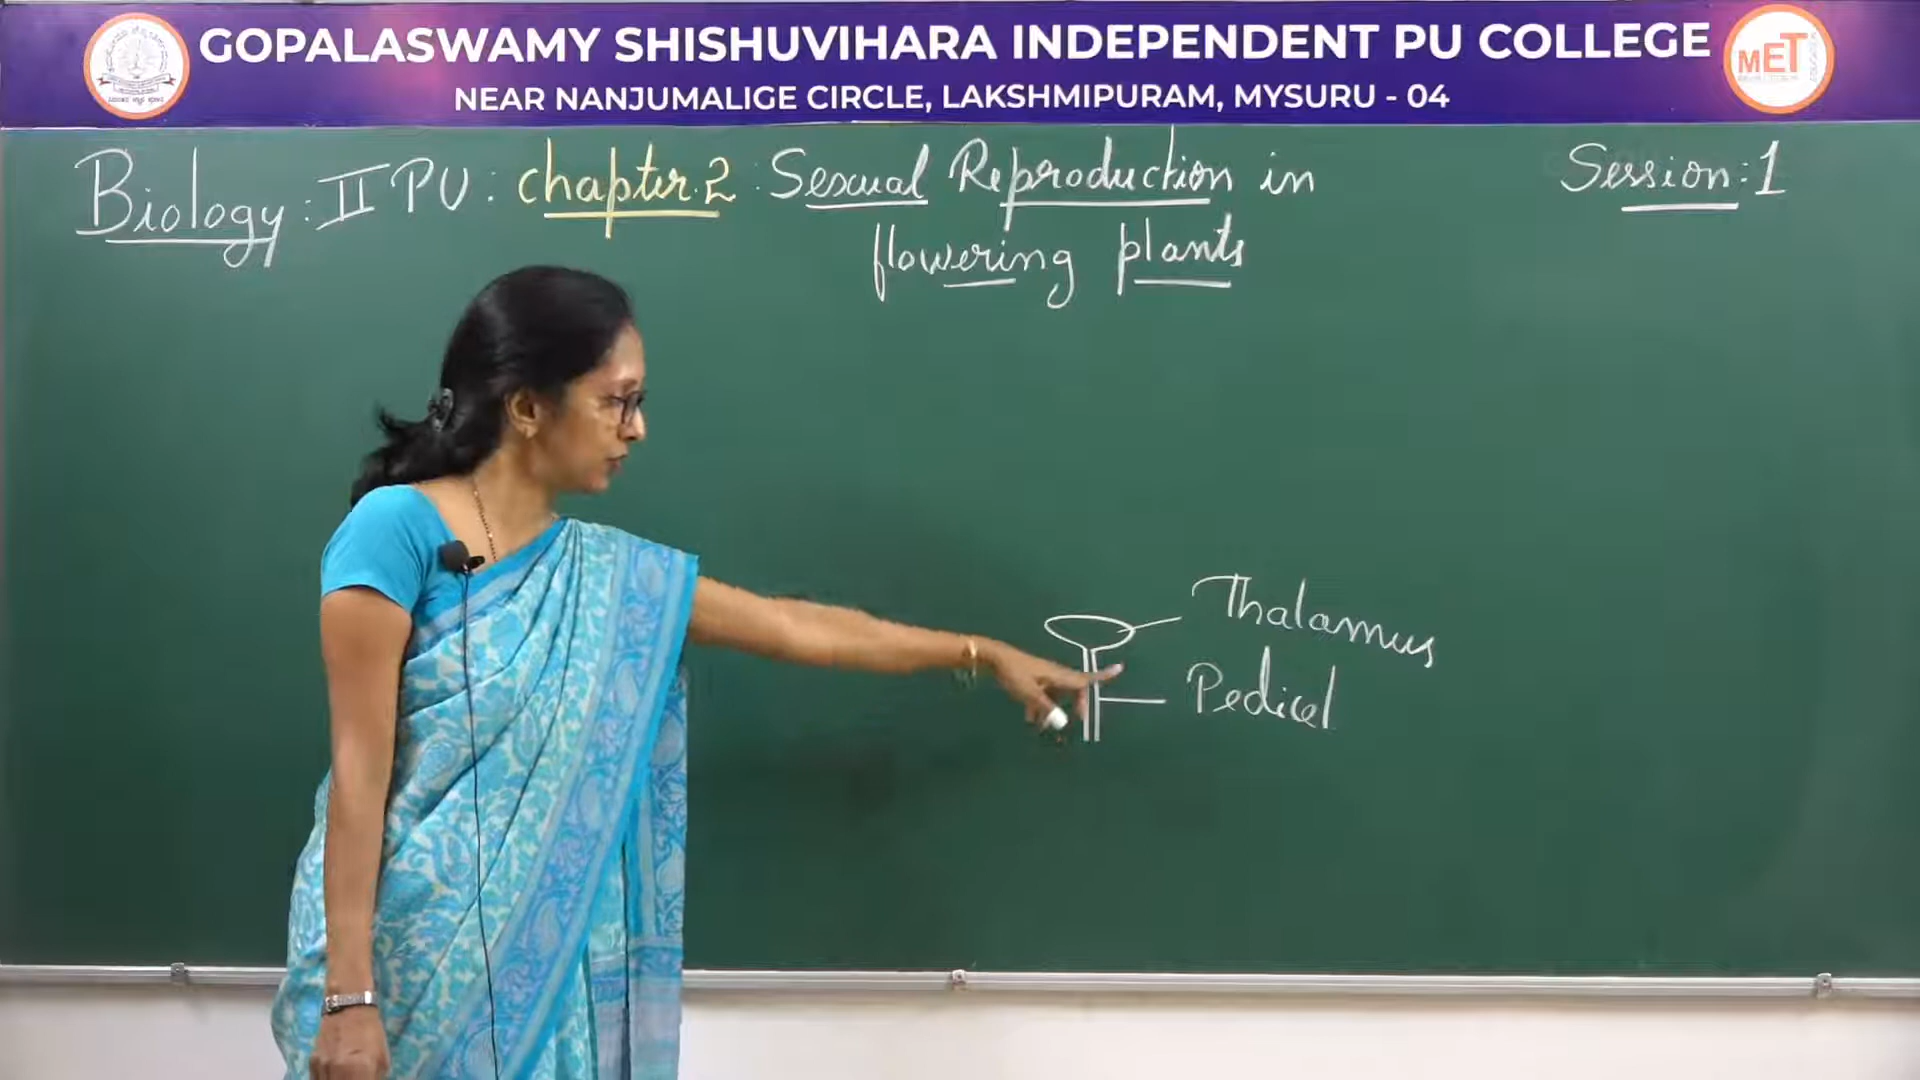 GOPALASWAMY SHISHUVIHARA INDEPENDENT PU COLLEGE
NEAR NANJUMALIGE CIRCLE, LAKSHMIPURAM, MYSURU - 04
MET
Biology: II PU: chapter.2: Sexual Reproduction in
flowering plants
Session: 1
Thalamus
Pedicel